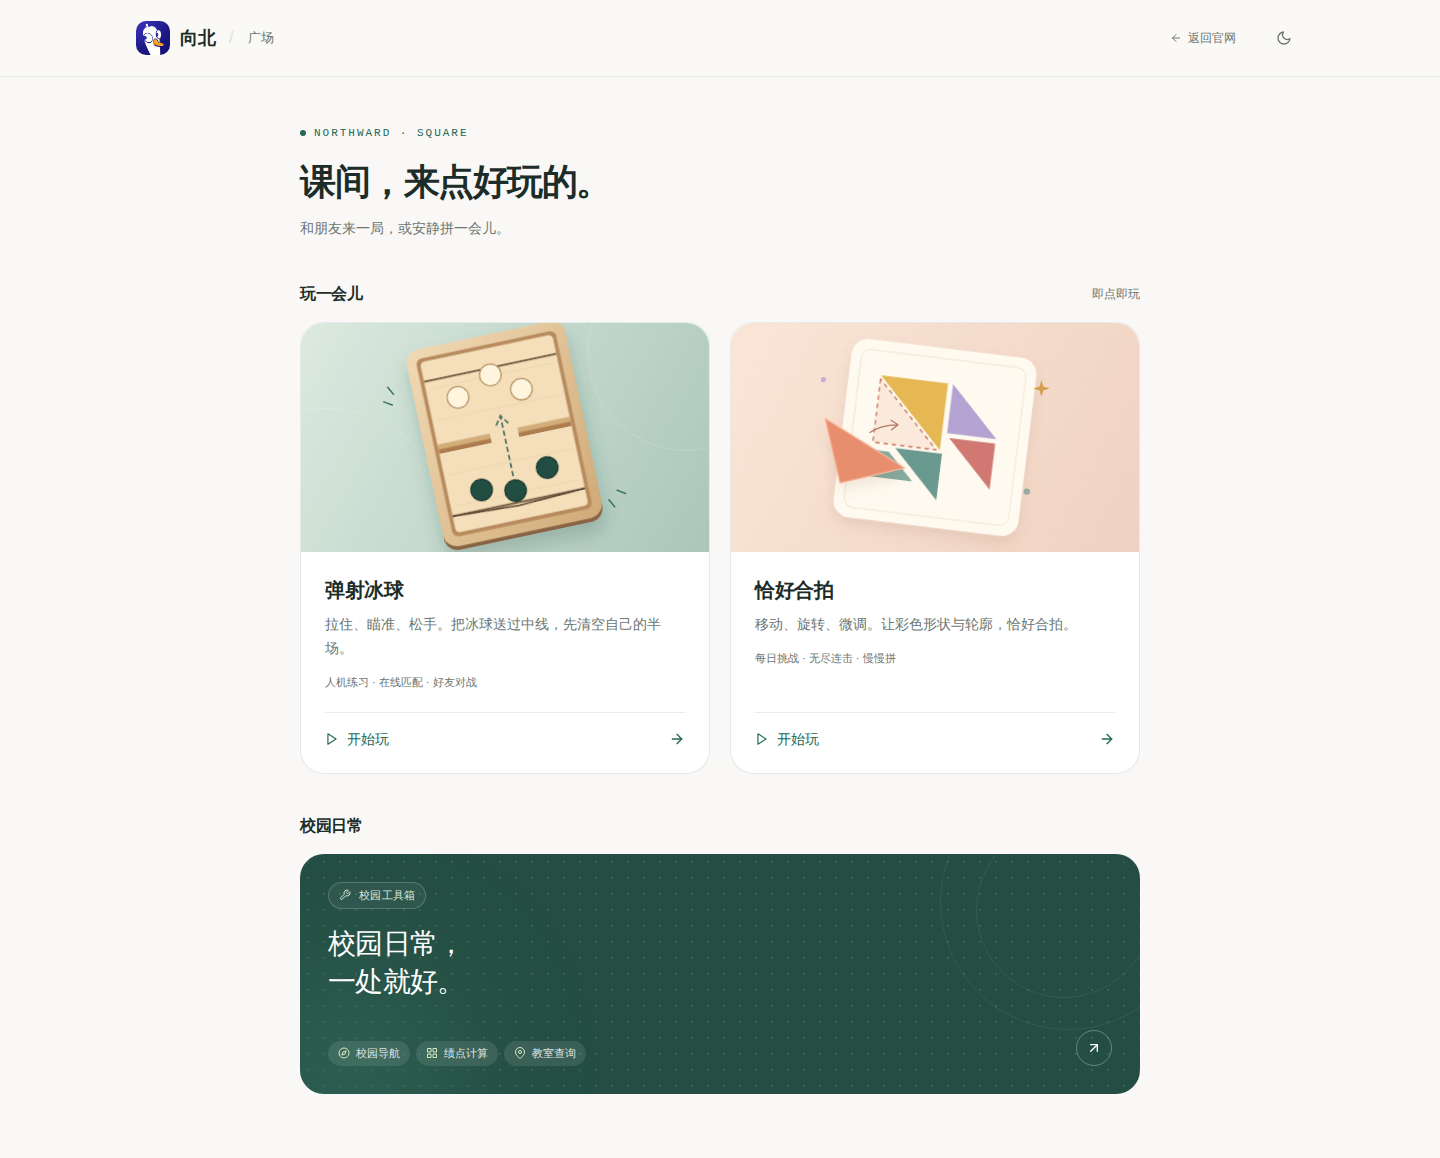 向北 / 广场
返回官网
NORTHWARD · SQUARE
课间，来点好玩的。
和朋友来一局，或安静拼一会儿。
玩一会儿
即点即玩
弹射冰球
拉住、瞄准、松手。把冰球送过中线，先清空自己的半
场。
人机练习 · 在线匹配 · 好友对战
开始玩
恰好合拍
移动、旋转、微调。让彩色形状与轮廓，恰好合拍。
每日挑战 · 无尽连击 · 慢慢拼
开始玩
校园日常
校园工具箱
校园日常，
一处就好。
校园导航
绩点计算
教室查询